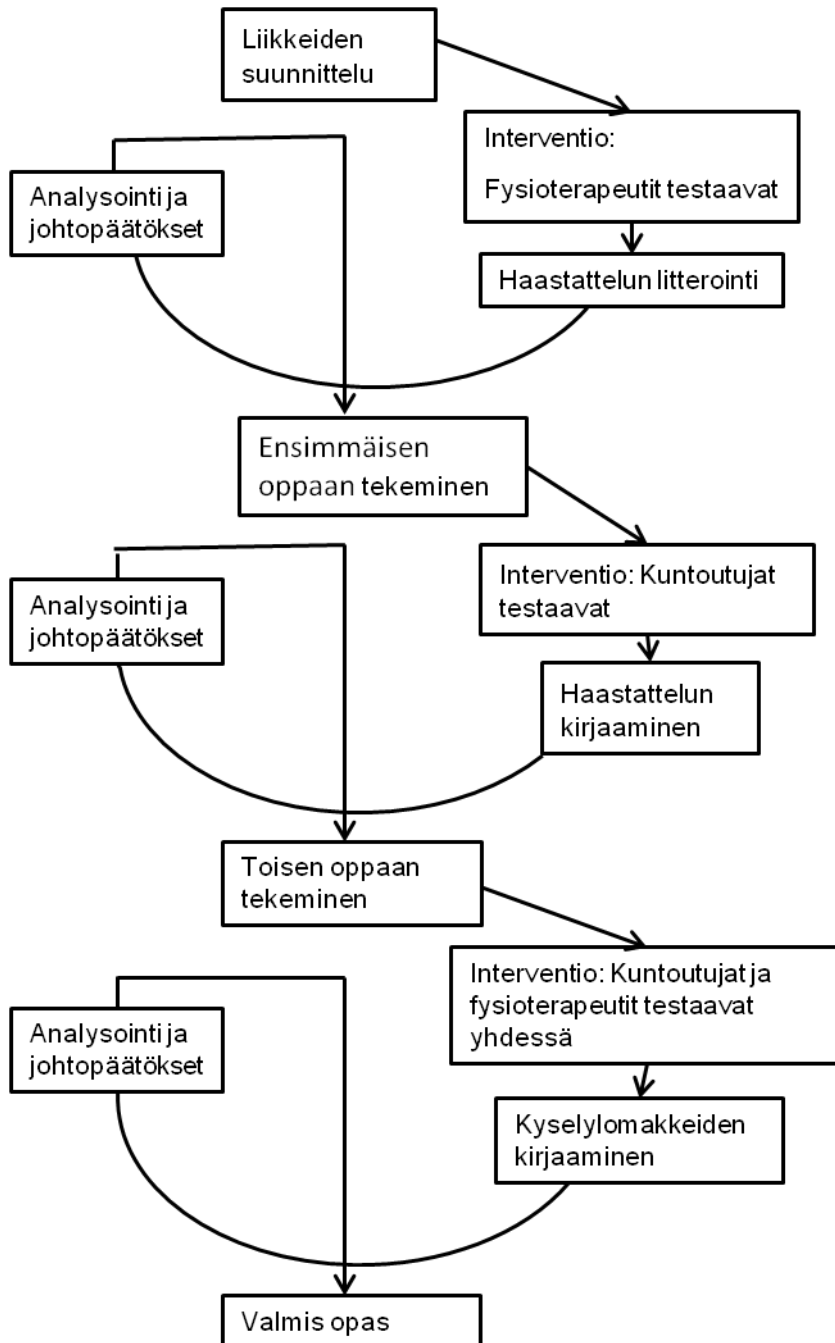 Liikkeiden
suunnittelu
Interventio:
Fysioterapeutit testaavat
Haastattelun litterointi
Analysointi ja
johtopäätökset
Ensimmäisen
oppaan tekeminen
Interventio: Kuntoutujat
testaavat
Haastattelun
kirjaaminen
Analysointi ja
johtopäätökset
Toisen oppaan
tekeminen
Interventio: Kuntoutujat ja
fysioterapeutit testaavat
yhdessä
Kyselylomakkeiden
kirjaaminen
Analysointi ja
johtopäätökset
Valmis opas